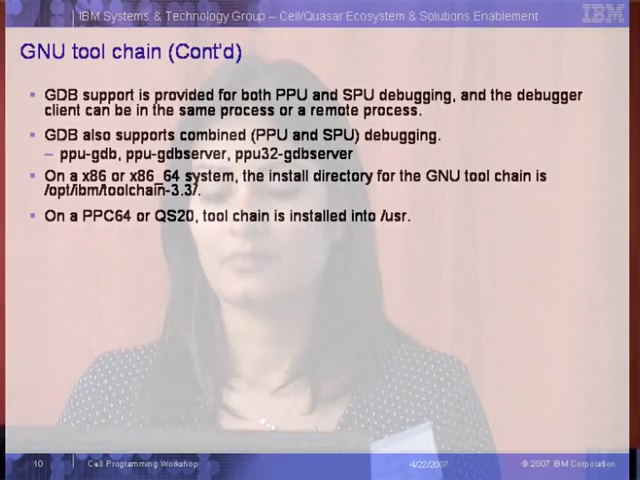 IBM Systems & Technology Group – Cell/Quasar Ecosystem & Solutions Enablement
IBM
GNU tool chain (Cont'd)
GDB support is provided for both PPU and SPU debugging, and the debugger
client can be in the same process or a remote process.
GDB also supports combined (PPU and SPU) debugging.
– ppu-gdb, ppu-gdbserver, ppu32-gdbserver
On a x86 or x86_64 system, the install directory for the GNU tool chain is
/opt/ibm/toolchain-3.3/.
On a PPC64 or QS20, tool chain is installed into /usr.
10 Cell Programming Workshop 4/22/2007 © 2007 IBM Corporation